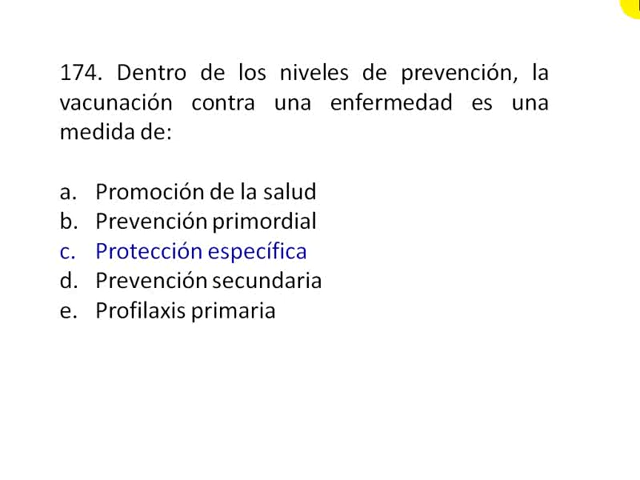 174. Dentro de los niveles de prevención, la
vacunación contra una enfermedad es una
medida de:
a. Promoción de la salud
b. Prevención primordial
c. Protección específica
d. Prevención secundaria
e. Profilaxis primaria